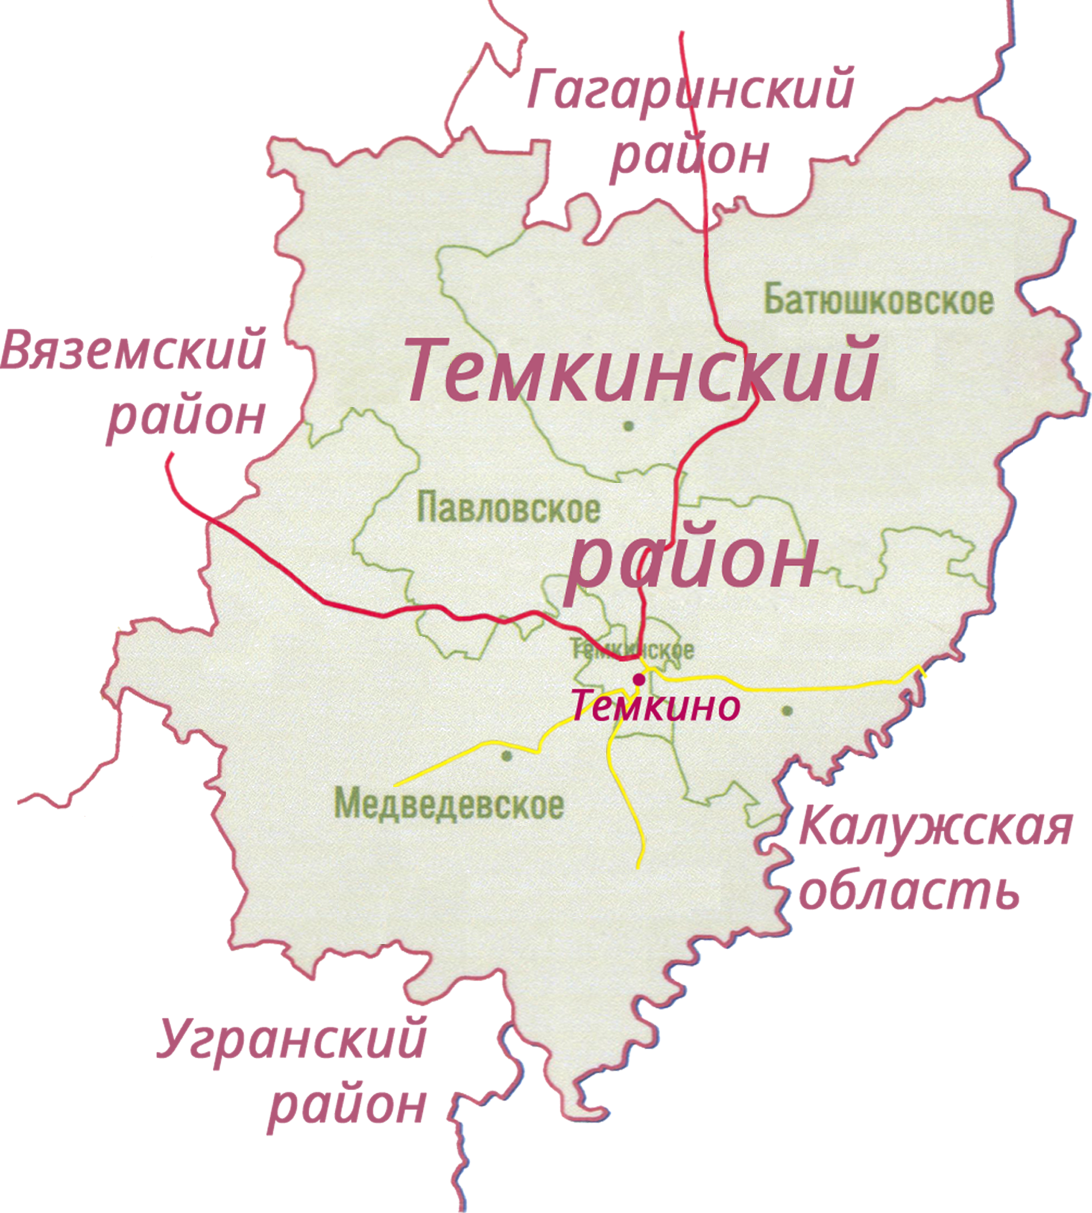 Гагаринский
район
Батюшковское
Вяземский
район
Темкинский
район
Павловское
Темкинское
Темкино
Медведевское
Калужская
область
Угранский
район